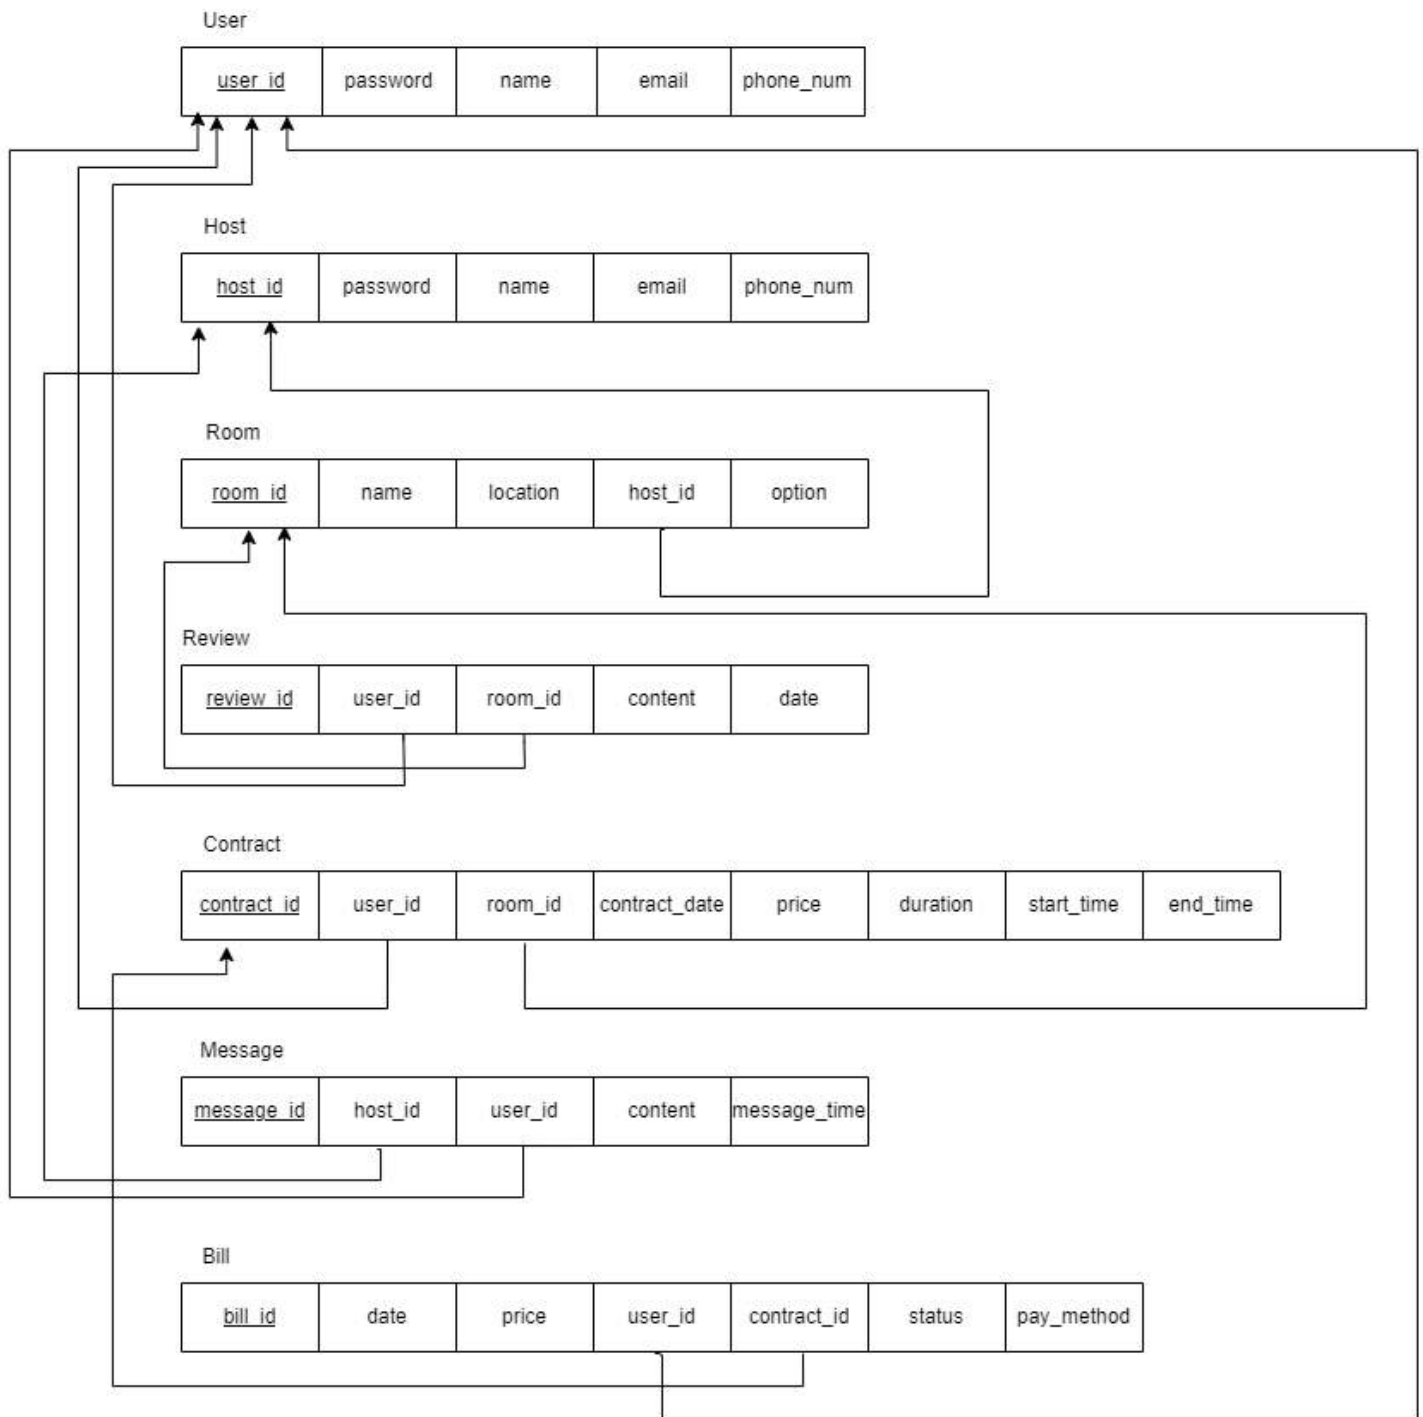 User
user_id password name email phone_num
Host
host_id password name email phone_num
Room
room_id name location host_id option
Review
review_id user_id room_id content date
Contract
contract_id user_id room_id contract_date price duration start_time end_time
Message
message_id host_id user_id content message_time
Bill
bill_id date price user_id contract_id status pay_method